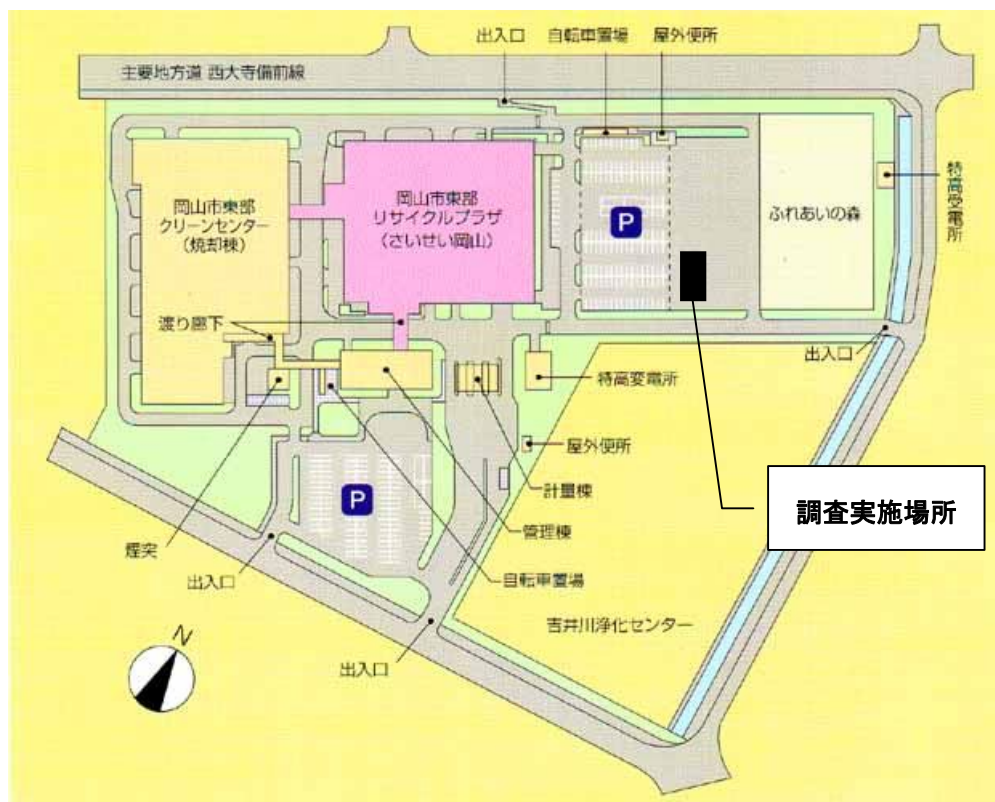 出入口
自転車置場
屋外便所
主要地方道 西大寺備前線
特高受電所
岡山市東部
クリーンセンター
(焼却棟)
岡山市東部
リサイクルプラザ
(さいせい岡山)
P
ふれあいの森
渡り廊下
出入口
特高変電所
屋外便所
計量棟
調査実施場所
P
管理棟
煙突
出入口
自転車置場
吉井川浄化センター
N
出入口